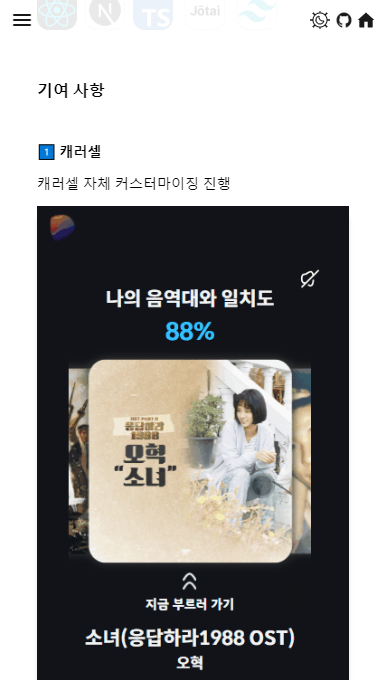 N
TS
Jōtai
기여 사항
1 캐러셀
캐러셀 자체 커스터마이징 진행
나의 음역대와 일치도
88%
응답하라
1988
오혁
“소녀”
지금 부르러 가기
소녀(응답하라1988 OST)
오혁